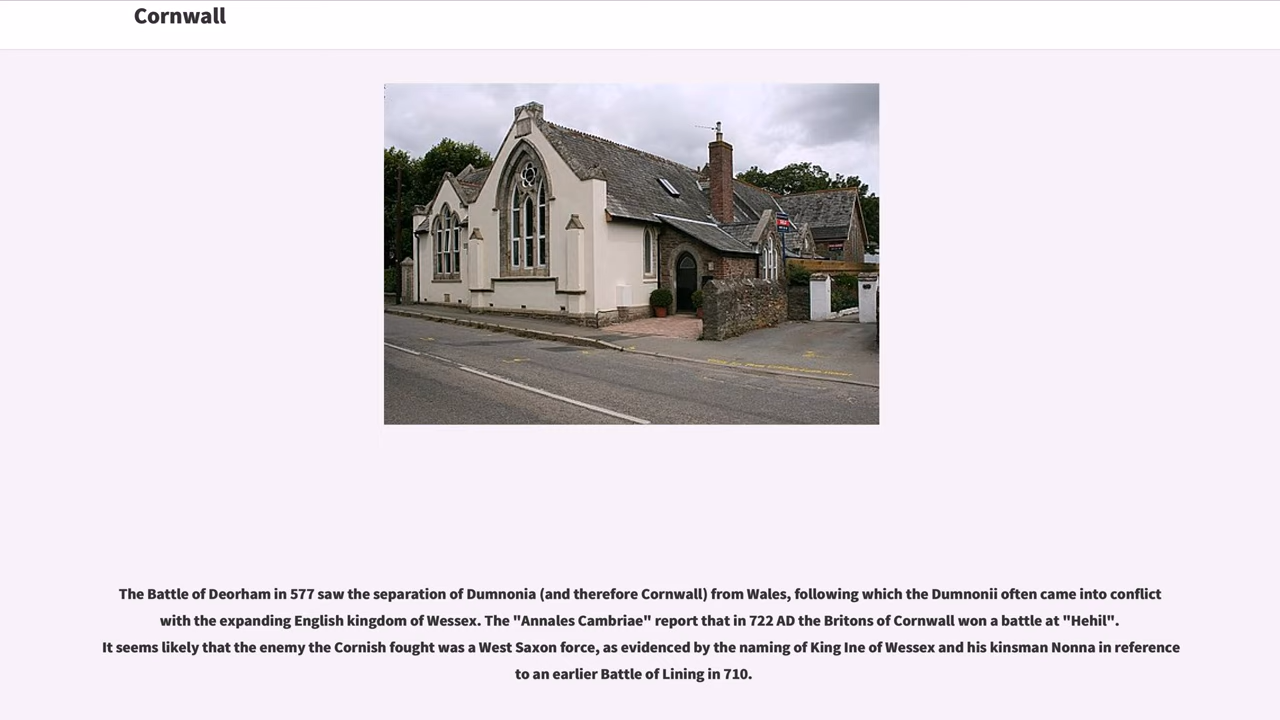 Cornwall
The Battle of Deorham in 577 saw the separation of Dumnonia (and therefore Cornwall) from Wales, following which the Dumnonii often came into conflict
with the expanding English kingdom of Wessex. The "Annales Cambriae" report that in 722 AD the Britons of Cornwall won a battle at "Hehil".
It seems likely that the enemy the Cornish fought was a West Saxon force, as evidenced by the naming of King Ine of Wessex and his kinsman Nonna in reference
to an earlier Battle of Lining in 710.